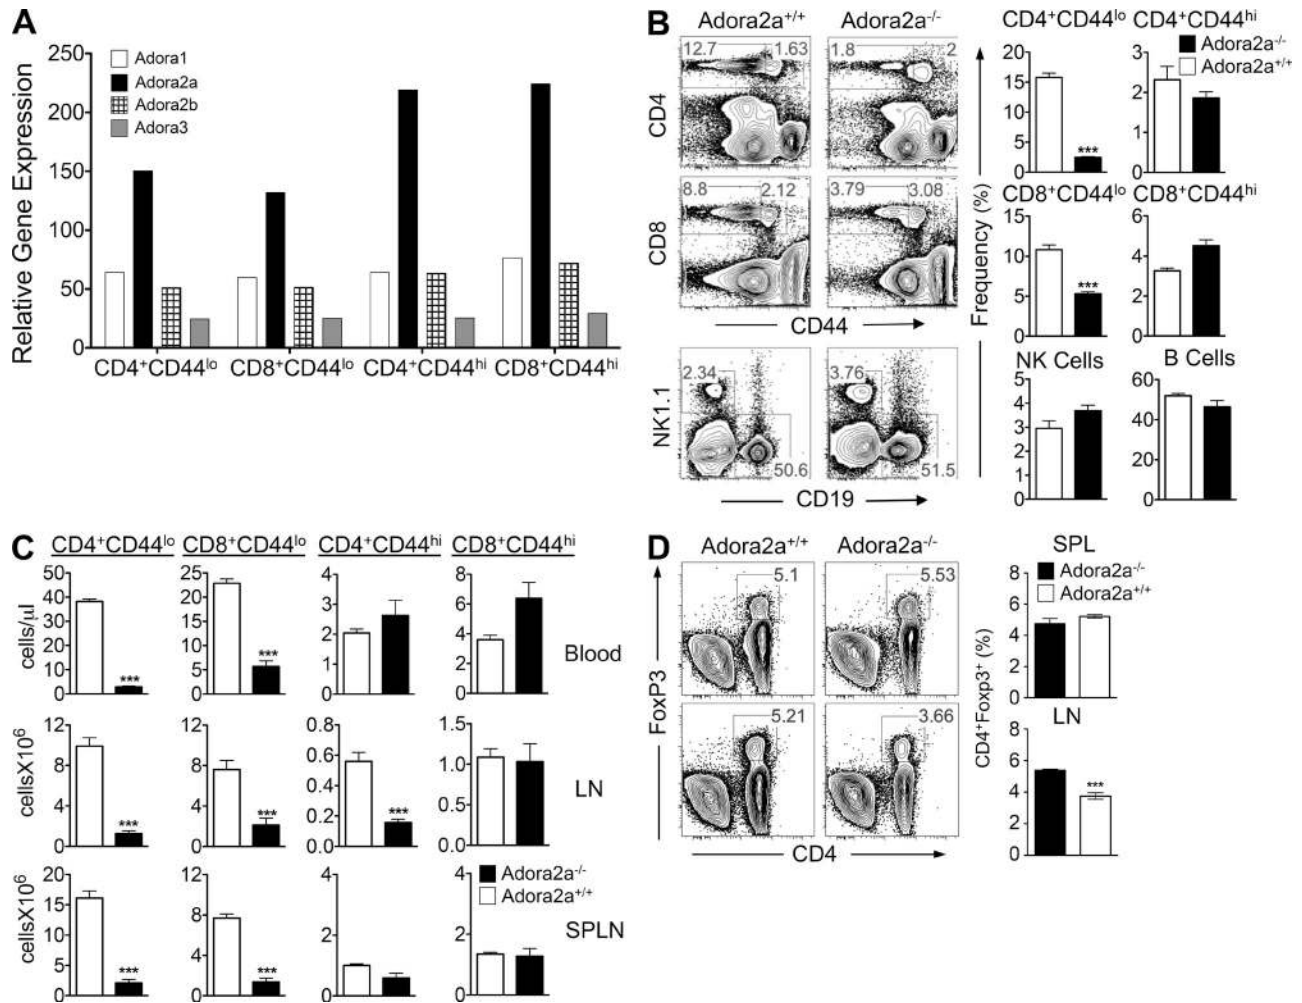 A
Relative Gene Expression
250
200
150
100
50
0
Adora1
Adora2a
Adora2b
Adora3
CD4⁺CD44ˡᵒ CD8⁺CD44ˡᵒ CD4⁺CD44ʰⁱ CD8⁺CD44ʰⁱ
B
Adora2a⁺/⁺ Adora2a⁻/⁻
CD4
12.7 1.63 1.8 2
CD8
8.8 2.12 3.79 3.08
CD44
NK1.1
2.34 50.6 3.76 51.5
CD19
Frequency (%)
CD4⁺CD44ˡᵒ CD4⁺CD44ʰⁱ
Adora2a⁻/⁻
Adora2a⁺/⁺
20
15
10
5
0
***
3
2
1
0
CD8⁺CD44ˡᵒ CD8⁺CD44ʰⁱ
15
10
5
0
***
6
4
2
0
NK Cells B Cells
5
4
3
2
1
0
60
40
20
0
C
CD4⁺CD44ˡᵒ CD8⁺CD44ˡᵒ CD4⁺CD44ʰⁱ CD8⁺CD44ʰⁱ
cells/µl
50
40
30
20
10
0
***
25
20
15
10
5
0
***
4
3
2
1
0
8
6
4
2
0
Blood
cellsX10⁶
12
8
4
0
***
12
8
4
0
***
0.8
0.6
0.4
0.2
0.0
***
1.5
1.0
0.5
0.0
LN
cellsX10⁶
20
15
10
5
0
***
12
8
4
0
***
4
2
0
4
2
0
Adora2a⁻/⁻
Adora2a⁺/⁺
SPLN
D
Adora2a⁺/⁺ Adora2a⁻/⁻
FoxP3
5.1 5.53
5.21 3.66
CD4
CD4⁺Foxp3⁺ (%)
SPL
Adora2a⁻/⁻
Adora2a⁺/⁺
8
6
4
2
0
LN
8
6
4
2
0
***